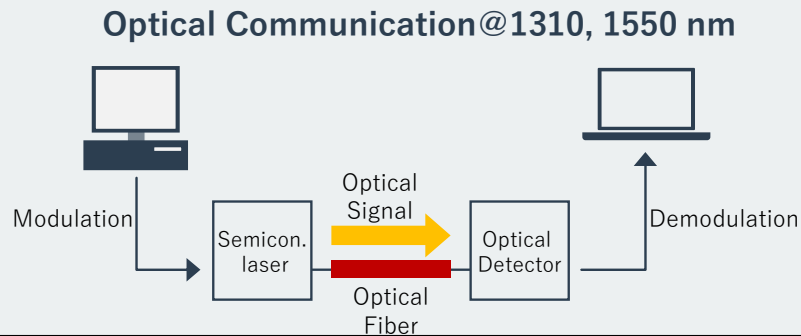 Optical Communication@1310, 1550 nm
Modulation
Semicon.
laser
Optical
Signal
Optical
Fiber
Optical
Detector
Demodulation